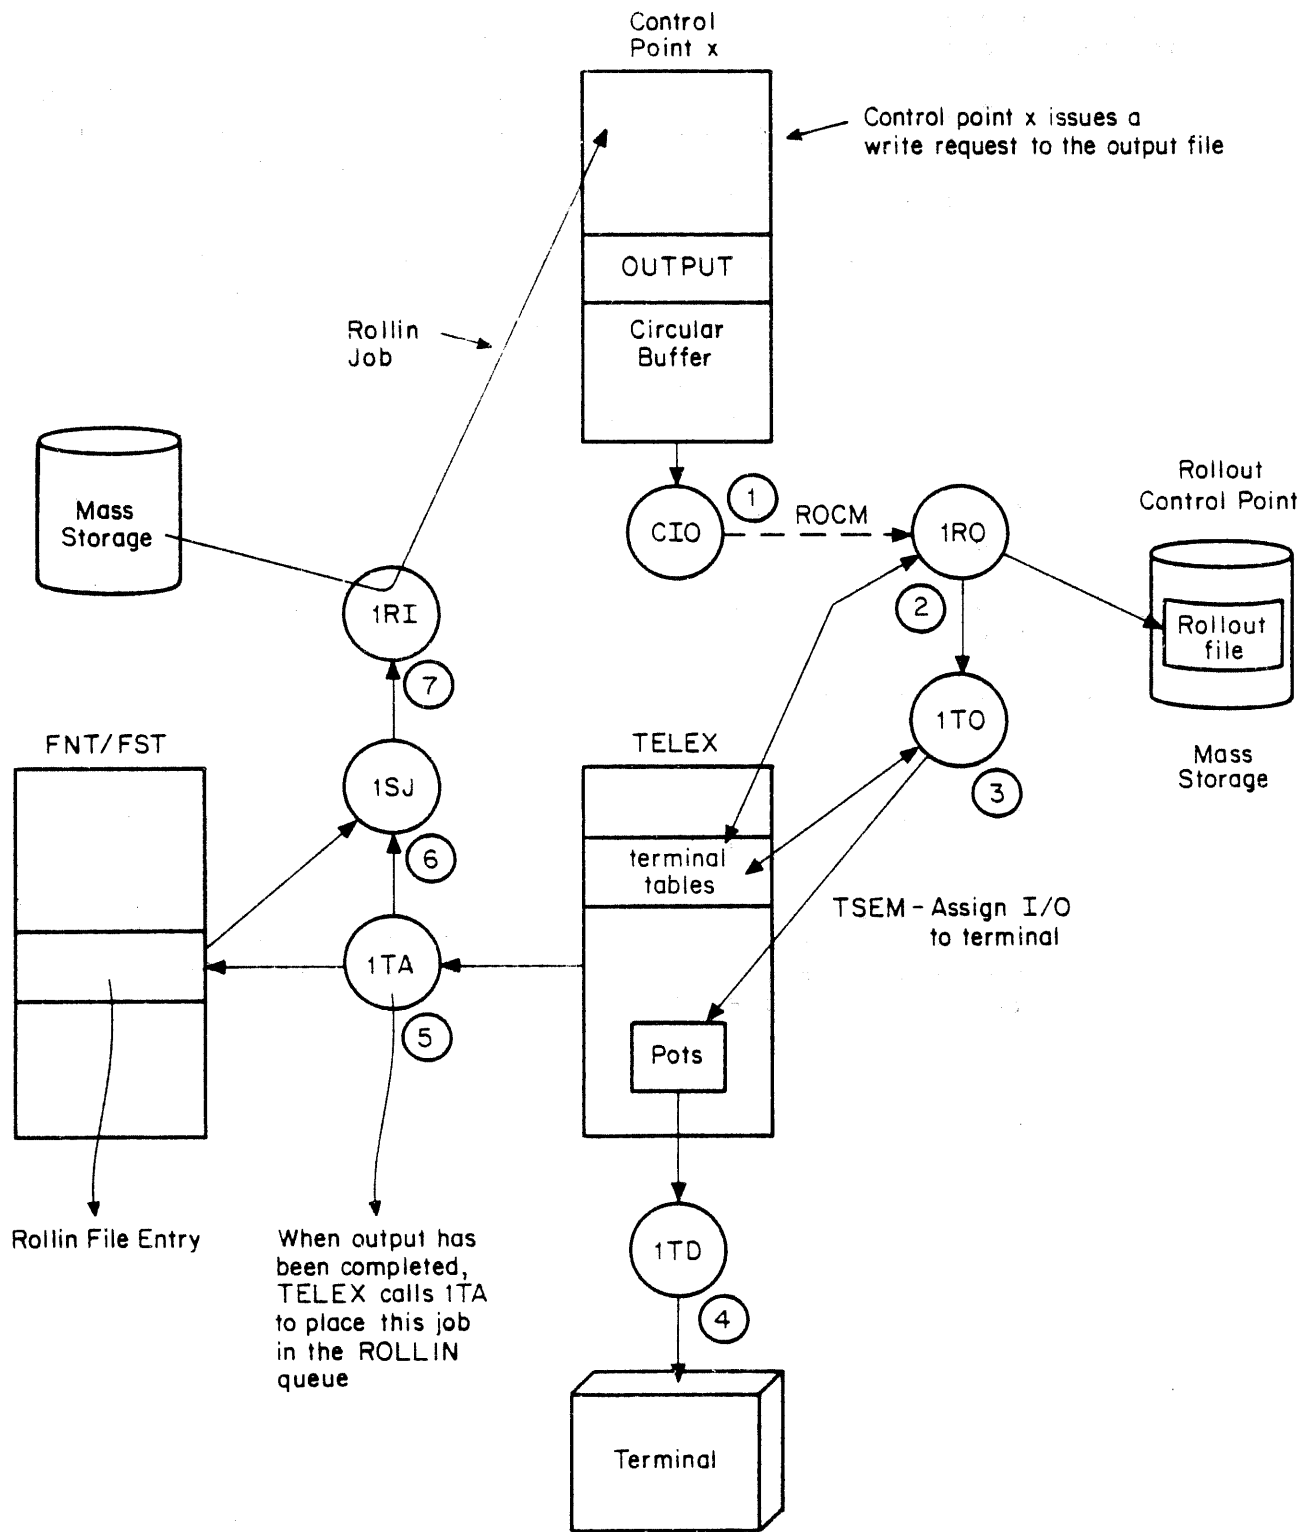 Control
Point x
Control point x issues a
write request to the output file
OUTPUT
Circular
Buffer
Rollin
Job
Mass
Storage
CIO
1
ROCM
1RO
2
Rollout
Control Point
Rollout
file
Mass
Storage
1RI
7
1TO
3
FNT/FST
1SJ
6
TELEX
terminal
tables
TSEM - Assign I/O
to terminal
1TA
5
Pots
Rollin File Entry
When output has
been completed,
TELEX calls 1TA
to place this job
in the ROLLIN
queue
1TD
4
Terminal